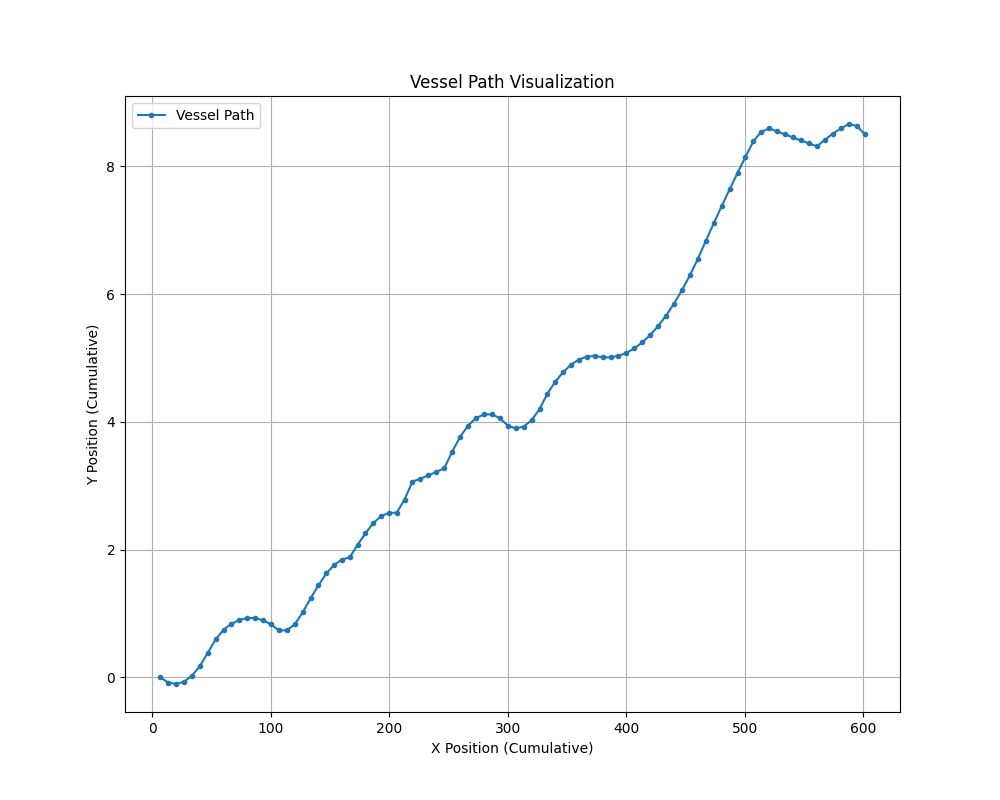 Vessel Path Visualization
Vessel Path
8
6
4
2
0
Y Position (Cumulative)
0 100 200 300 400 500 600
X Position (Cumulative)